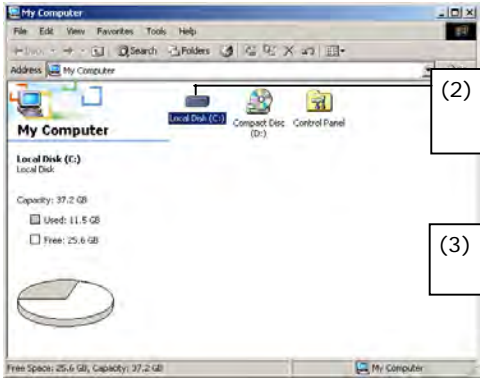 My Computer
File Edit View Favorites Tools Help
Search Folders
Address My Computer
(2)
Local Disk (C:) Compact Disc (D:) Control Panel
My Computer
Local Disk (C:)
Local Disk
Capacity: 37.2 GB
Used: 11.5 GB
(3)
Free: 25.6 GB
Free Space: 25.6 GB, Capacity: 37.2 GB
My Computer